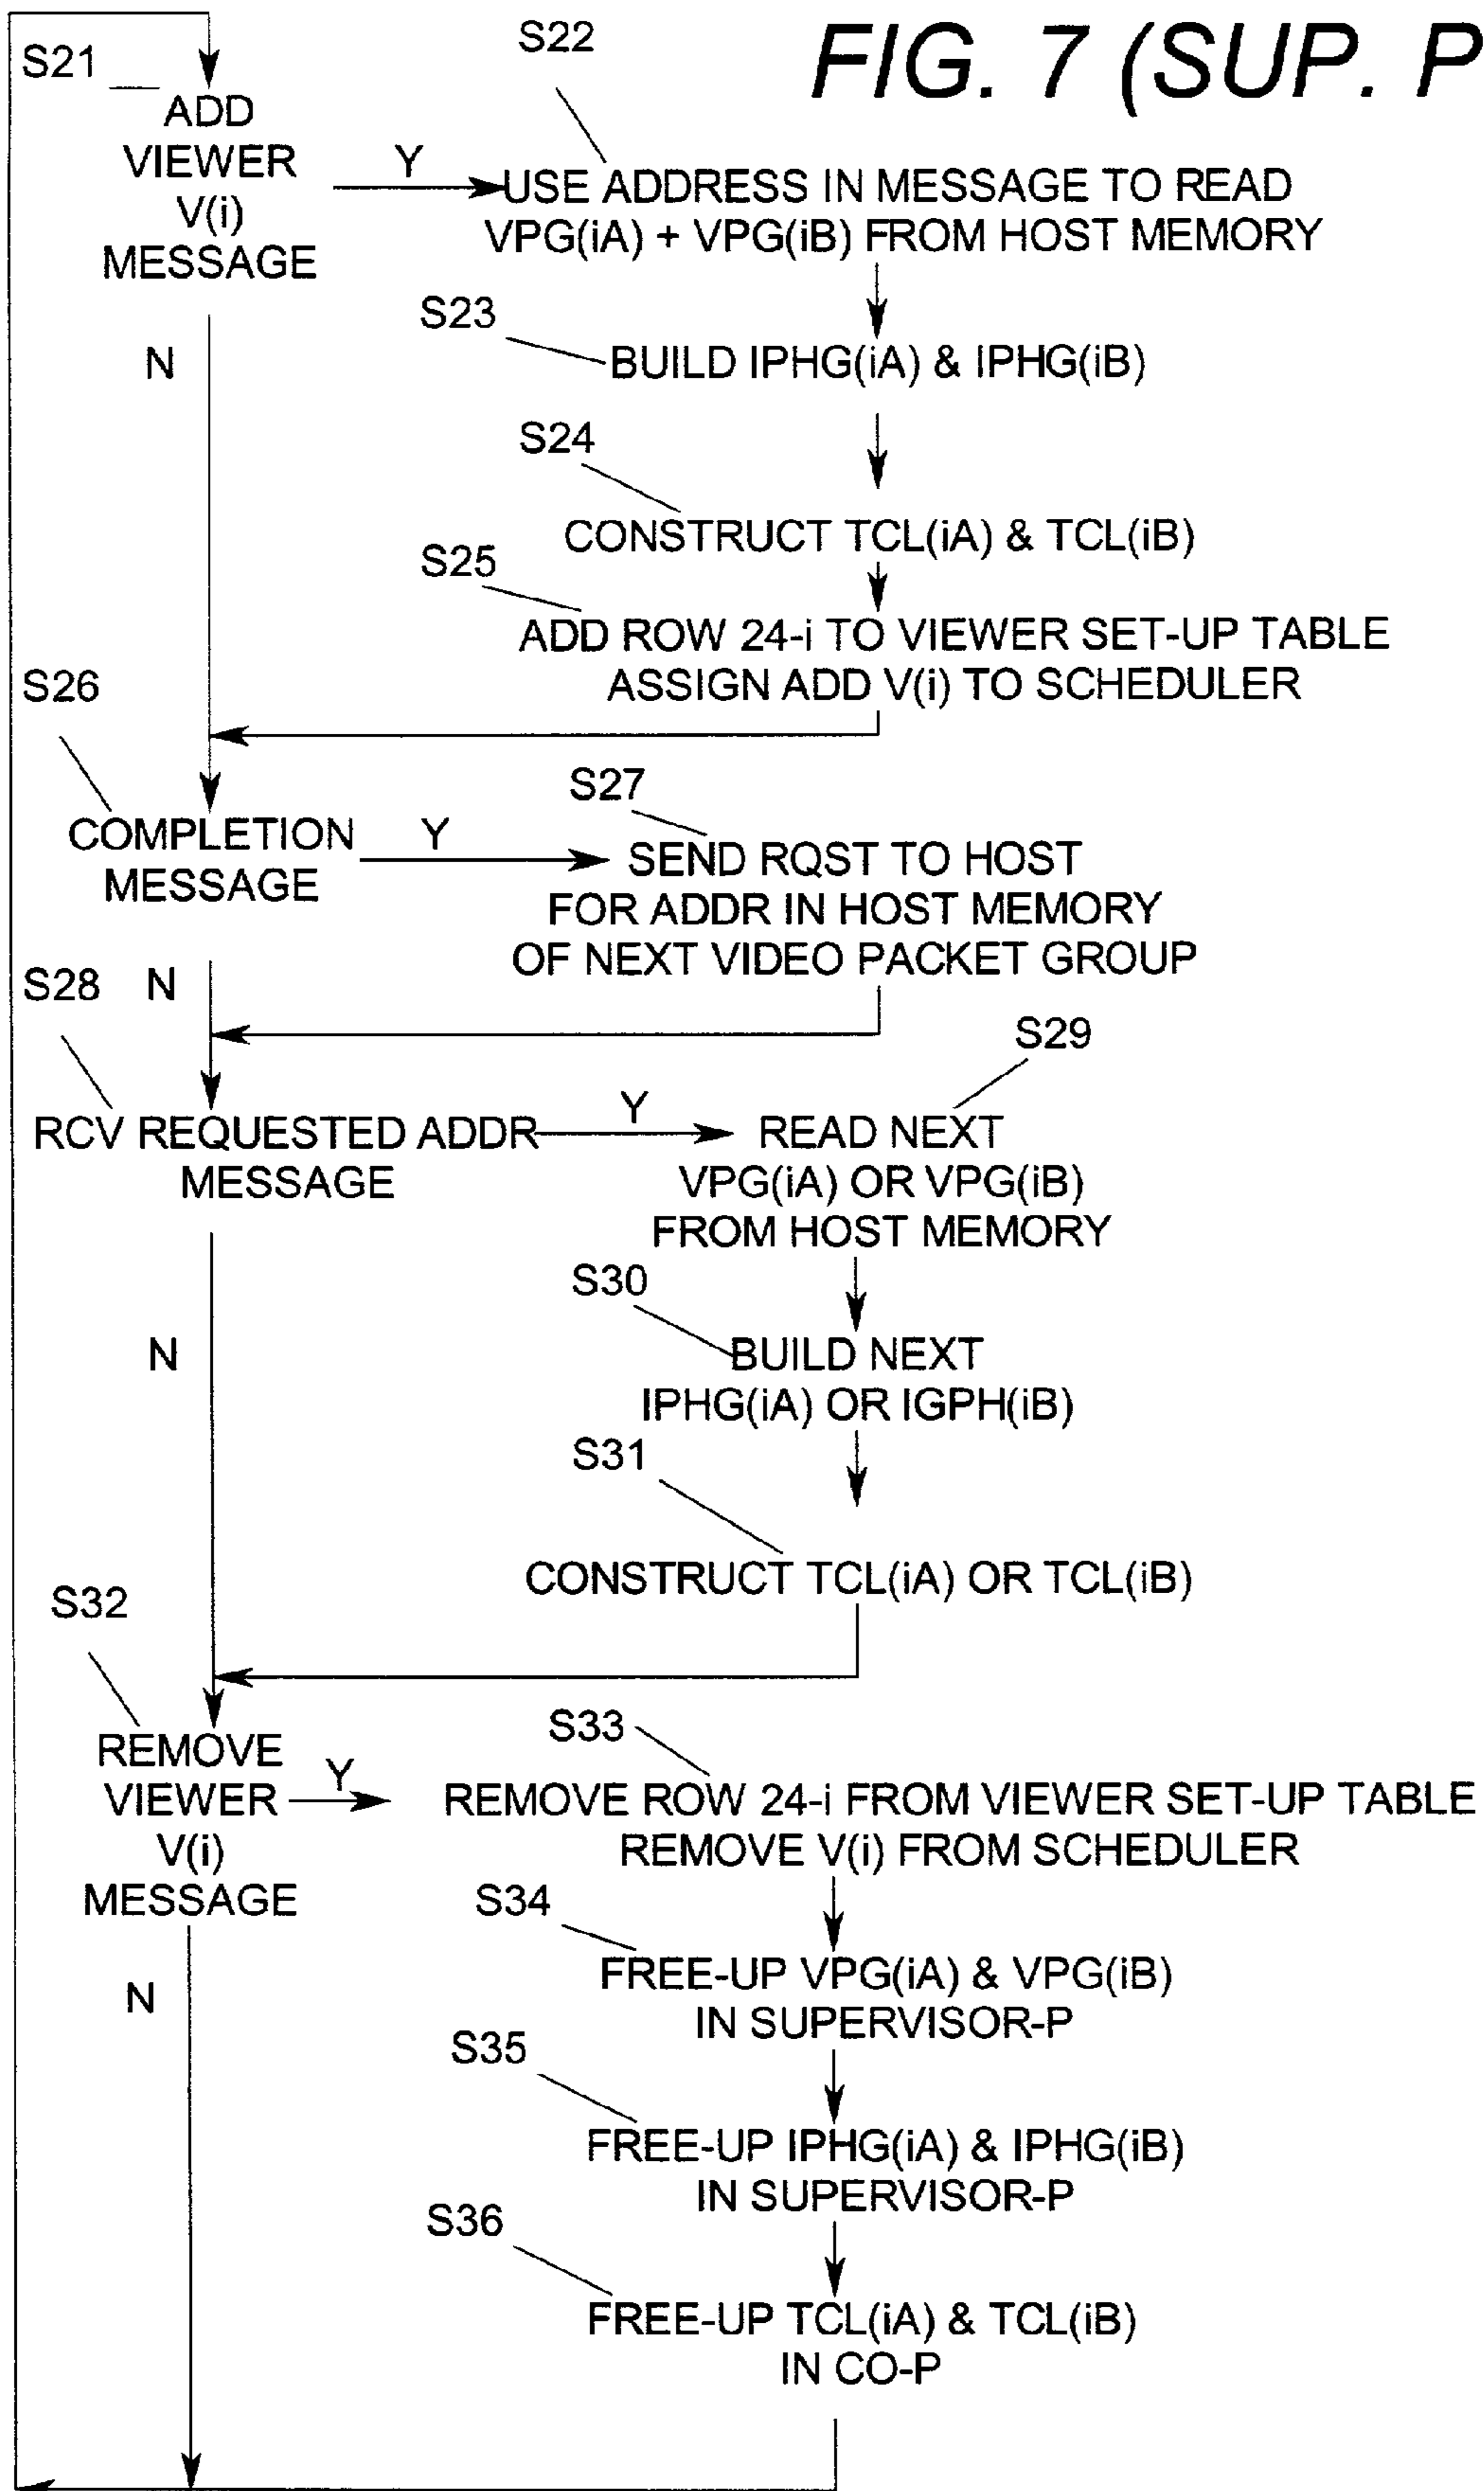 FIG. 7 (SUP. P
S21
ADD
VIEWER
V(i)
MESSAGE
Y
N
S22
USE ADDRESS IN MESSAGE TO READ
VPG(iA) + VPG(iB) FROM HOST MEMORY
S23
BUILD IPHG(iA) & IPHG(iB)
S24
CONSTRUCT TCL(iA) & TCL(iB)
S25
ADD ROW 24-i TO VIEWER SET-UP TABLE
ASSIGN ADD V(i) TO SCHEDULER
S26
COMPLETION
MESSAGE
Y
N
S27
SEND RQST TO HOST
FOR ADDR IN HOST MEMORY
OF NEXT VIDEO PACKET GROUP
S28
RCV REQUESTED ADDR
MESSAGE
Y
N
S29
READ NEXT
VPG(iA) OR VPG(iB)
FROM HOST MEMORY
S30
BUILD NEXT
IPHG(iA) OR IGPH(iB)
S31
CONSTRUCT TCL(iA) OR TCL(iB)
S32
REMOVE
VIEWER
V(i)
MESSAGE
Y
N
S33
REMOVE ROW 24-i FROM VIEWER SET-UP TABLE
REMOVE V(i) FROM SCHEDULER
S34
FREE-UP VPG(iA) & VPG(iB)
IN SUPERVISOR-P
S35
FREE-UP IPHG(iA) & IPHG(iB)
IN SUPERVISOR-P
S36
FREE-UP TCL(iA) & TCL(iB)
IN CO-P